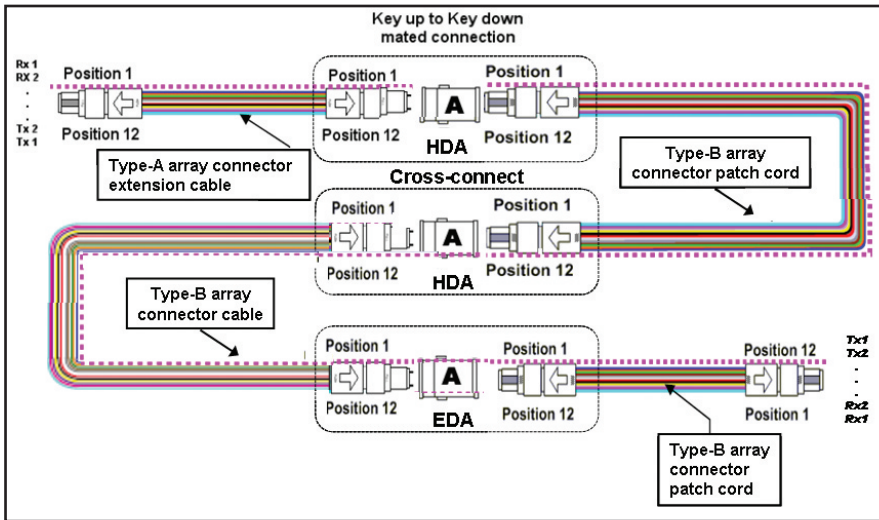 Key up to Key down
mated connection
Rx 1
RX 2
.
.
.
Tx 2
Tx 1
Position 1
Position 12
Position 1
Position 12
A
Position 1
Position 12
HDA
Type-A array connector
extension cable
Type-B array
connector patch cord
Cross-connect
Position 1
Position 12
A
Position 1
Position 12
HDA
Type-B array
connector cable
Position 1
Position 12
A
Position 1
Position 12
EDA
Position 12
Position 1
Tx1
Tx2
.
.
.
Rx2
Rx1
Type-B array
connector
patch cord